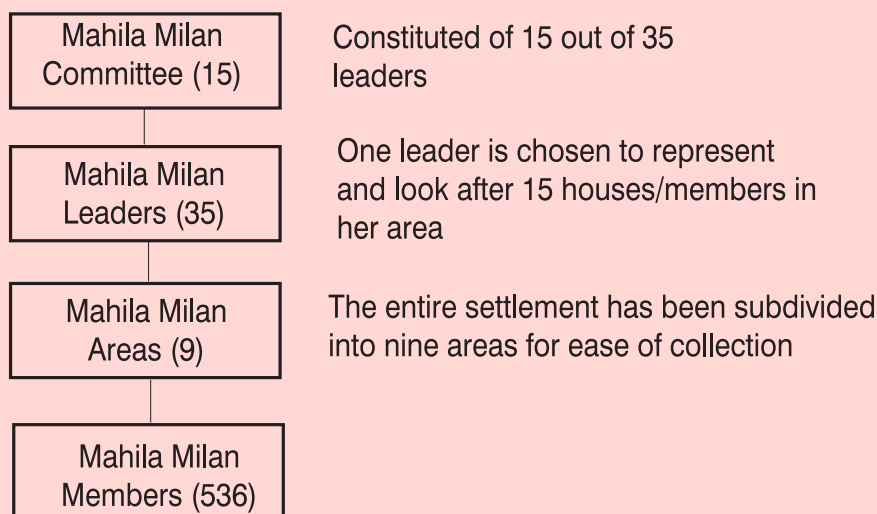 Mahila Milan
Committee (15)
Constituted of 15 out of 35
leaders
Mahila Milan
Leaders (35)
One leader is chosen to represent
and look after 15 houses/members in
her area
Mahila Milan
Areas (9)
The entire settlement has been subdivided
into nine areas for ease of collection
Mahila Milan
Members (536)